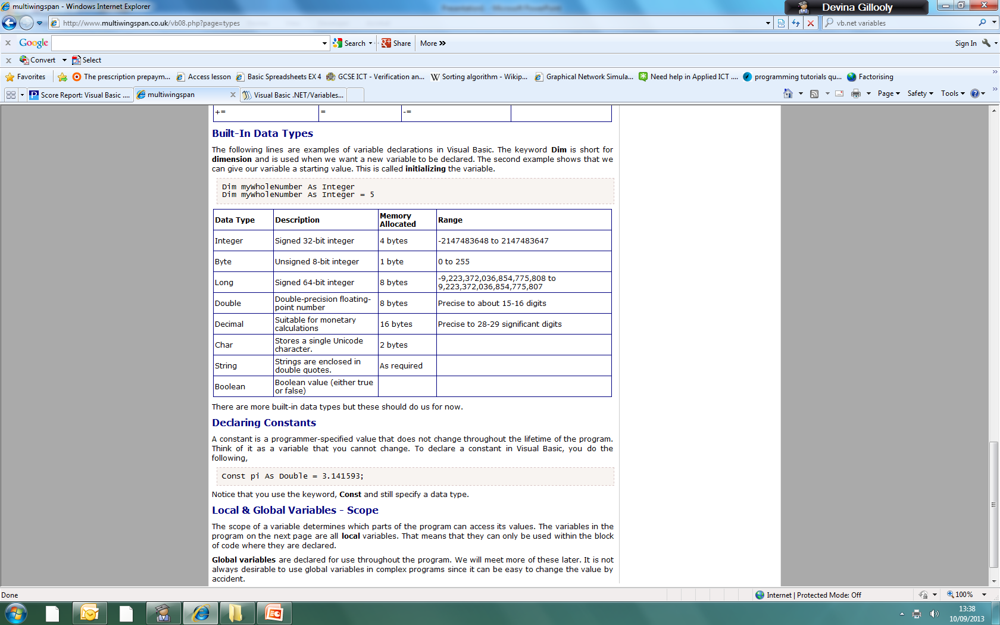 multiwingspan - Windows Internet Explorer
Presentation1 - Microsoft PowerPoint
Devina Gillooly
http://www.multiwingspan.co.uk/vb08.php?page=types
vb.net variables
x Google Search Share More »
Sign In
x Convert Select
Favorites The prescription prepaym... Access lesson Basic Spreadsheets EX 4 GCSE ICT - Verification an... W Sorting algorithm - Wikip... Graphical Network Simula... Need help in Applied ICT .... programming tutorials qu... Factorising
Score Report: Visual Basic .... multiwingspan x Visual Basic .NET/Variables...
Page Safety Tools
+= = -=
Built-In Data Types
The following lines are examples of variable declarations in Visual Basic. The keyword Dim is short for
dimension and is used when we want a new variable to be declared. The second example shows that we
can give our variable a starting value. This is called initializing the variable.
Dim myWholeNumber As Integer
Dim myWholeNumber As Integer = 5
Data Type Description Memory Allocated Range
Integer Signed 32-bit integer 4 bytes -2147483648 to 2147483647
Byte Unsigned 8-bit integer 1 byte 0 to 255
Long Signed 64-bit integer 8 bytes -9,223,372,036,854,775,808 to
9,223,372,036,854,775,807
Double Double-precision floating-
point number 8 bytes Precise to about 15-16 digits
Decimal Suitable for monetary
calculations 16 bytes Precise to 28-29 significant digits
Char Stores a single Unicode
character. 2 bytes
String Strings are enclosed in
double quotes. As required
Boolean Boolean value (either true
or false)
There are more built-in data types but these should do us for now.
Declaring Constants
A constant is a programmer-specified value that does not change throughout the lifetime of the program.
Think of it as a variable that you cannot change. To declare a constant in Visual Basic, you do the
following,
Const pi As Double = 3.141593;
Notice that you use the keyword, Const and still specify a data type.
Local & Global Variables - Scope
The scope of a variable determines which parts of the program can access its values. The variables in the
program on the next page are all local variables. That means that they can only be used within the block
of code where they are declared.
Global variables are declared for use throughout the program. We will meet more of these later. It is not
always desirable to use global variables in complex programs since it can be easy to change the value by
accident.
Done
Internet | Protected Mode: Off
100%
13:38
10/09/2013